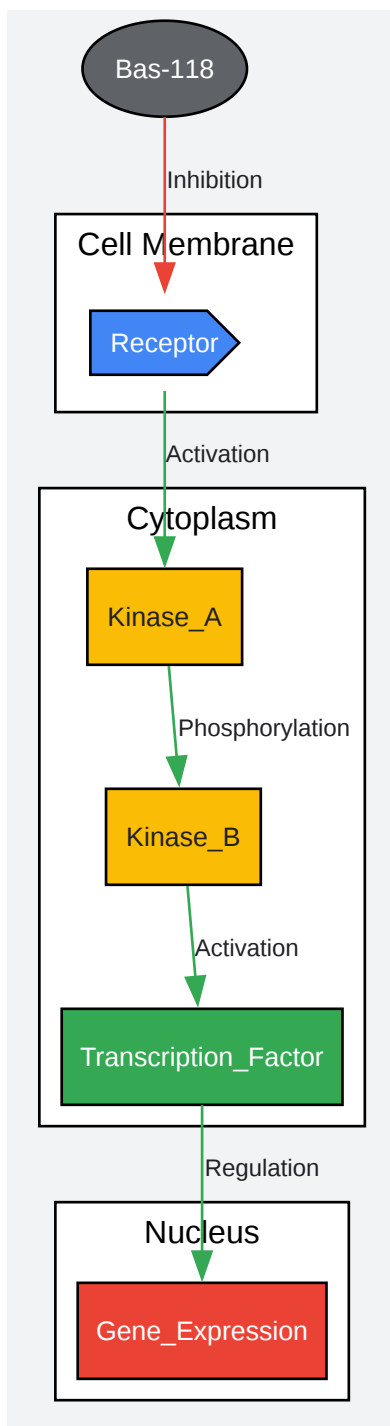 Bas-118
Inhibition
Cell Membrane
Receptor
Activation
Cytoplasm
Kinase_A
Phosphorylation
Kinase_B
Activation
Transcription_Factor
Regulation
Nucleus
Gene_Expression